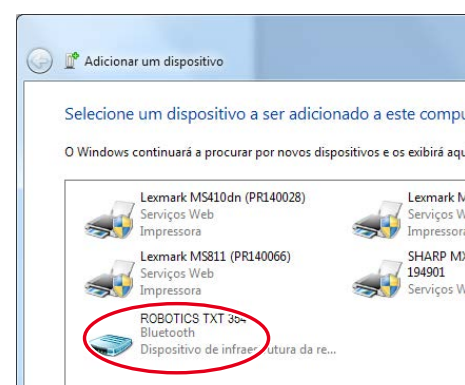 Adicionar um dispositivo
Selecione um dispositivo a ser adicionado a este compu
O Windows continuará a procurar por novos dispositivos e os exibirá aqu
Lexmark MS410dn (PR140028)
Serviços Web
Impressora
Lexmark M
Serviços W
Impressora
Lexmark MS811 (PR140066)
Serviços Web
Impressora
SHARP MX
194901
Serviços W
ROBOTICS TXT 354
Bluetooth
Dispositivo de infraestrutura da re...